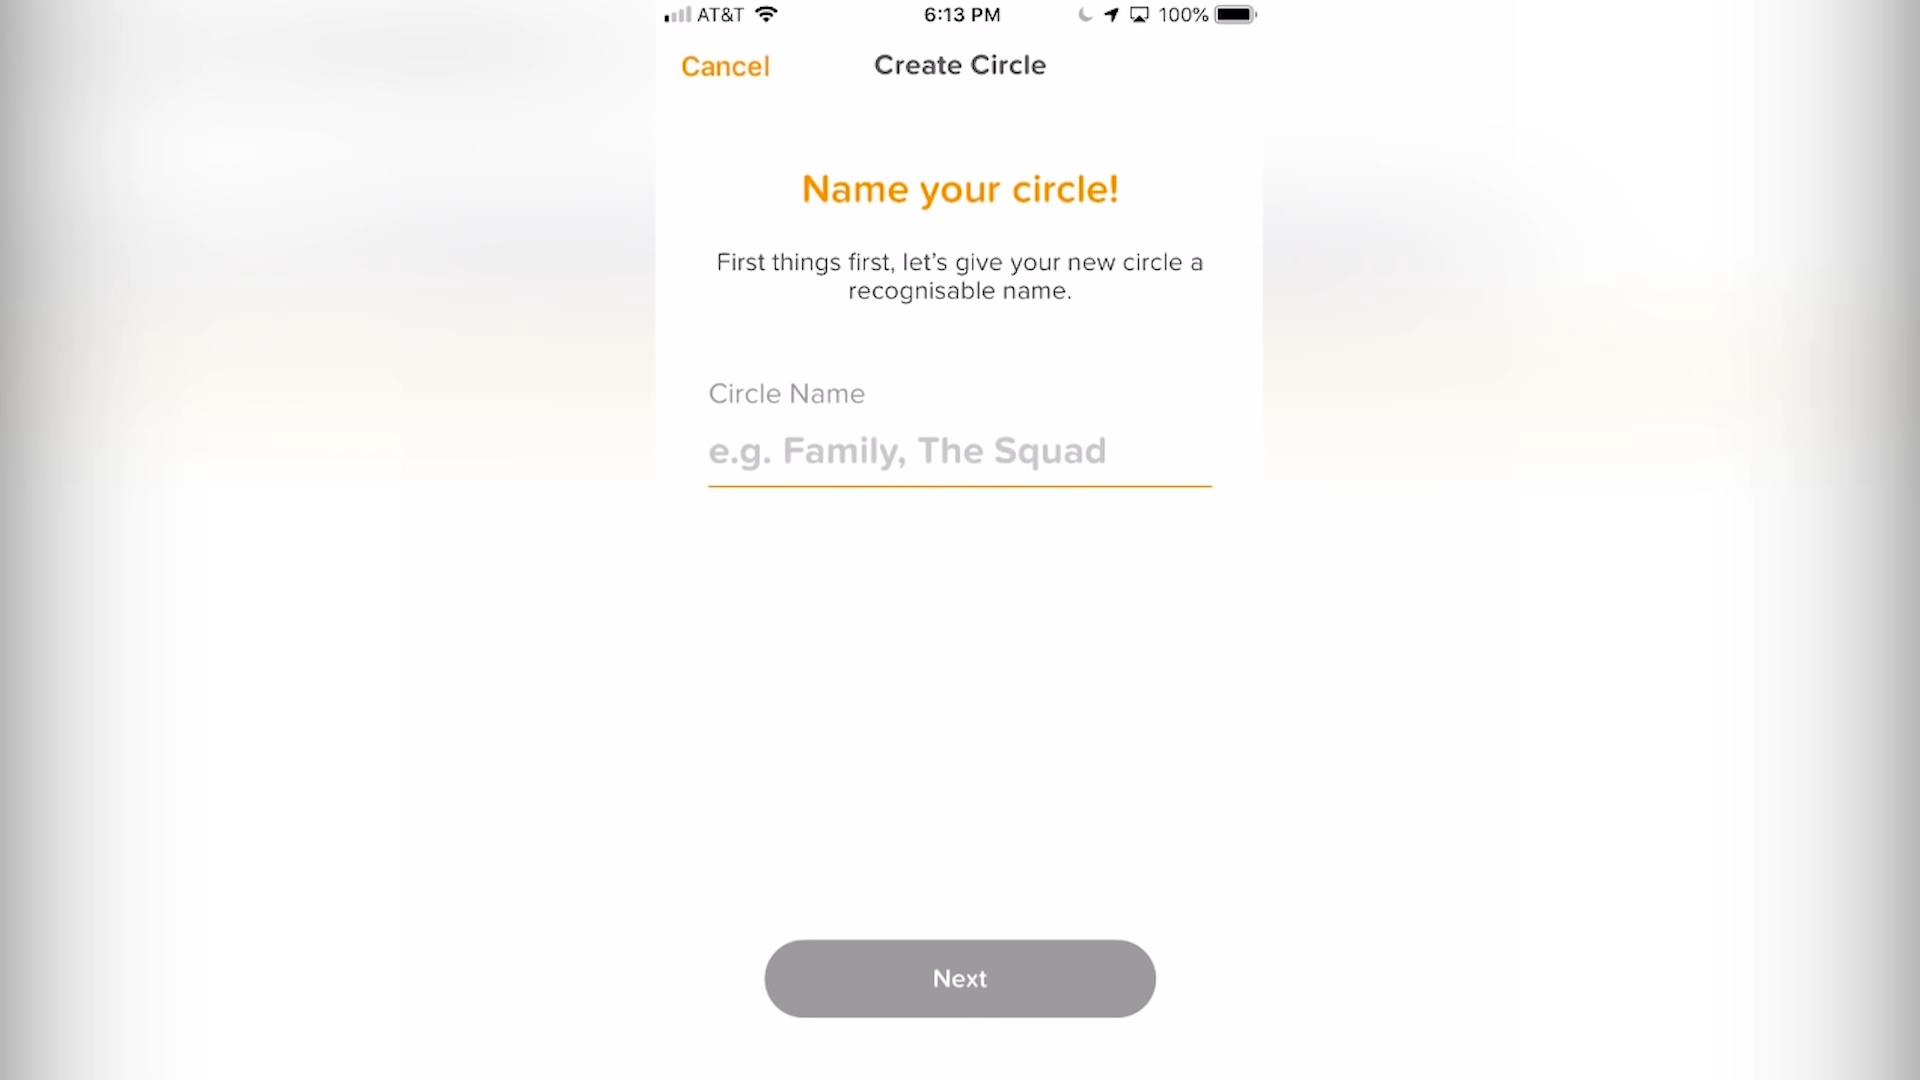 AT&T 6:13 PM 100%
Cancel Create Circle
Name your circle!
First things first, let’s give your new circle a
recognisable name.
Circle Name
e.g. Family, The Squad
Next